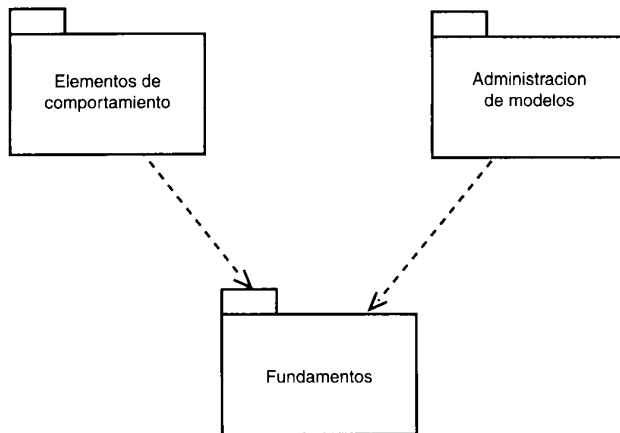 Elementos de
comportamiento
Administracion
de modelos
Fundamentos